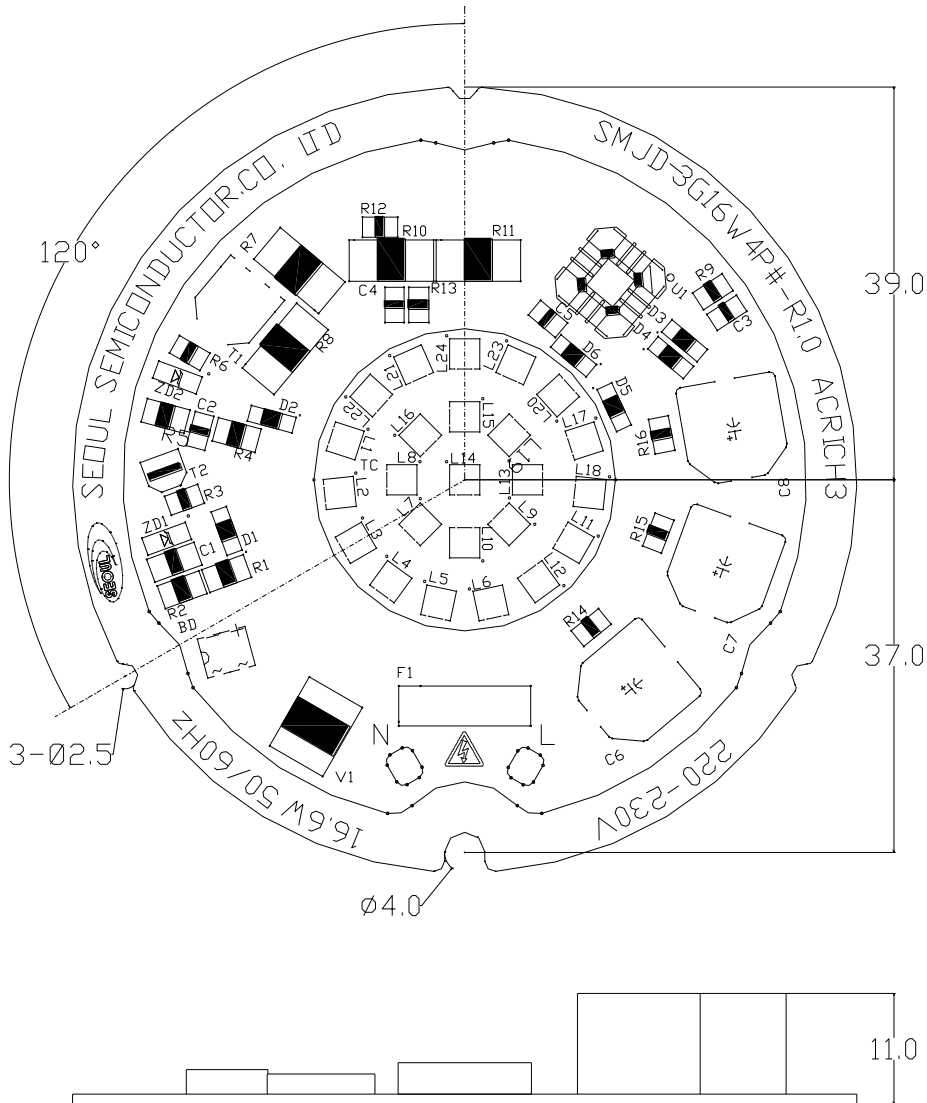 SEOUL SEMICONDUCTOR.CO. LTD
SMJD-3G16W4P#-R1.0 ACRICH3
120°
39.0
37.0
R12
R10
R11
R7
C4
R13
U1
R9
C3
D3
D4
C5
D6
D5
T1
R8
R6
ZD2
R5
C2
R4
D2
L24
L23
L21
L22
L20
L1
L16
L15
L17
R16
C8
TC
L8
L14
L13
L18
L2
T2
R3
L7
L9
L3
L10
L11
R15
ZD1
C1
D1
R1
R2
L4
L5
L6
L12
C7
SEOUL
BD
R14
F1
N
L
V1
C6
3-Ø2.5
16.6W 50/60HZ
220-230V
Ø4.0
11.0